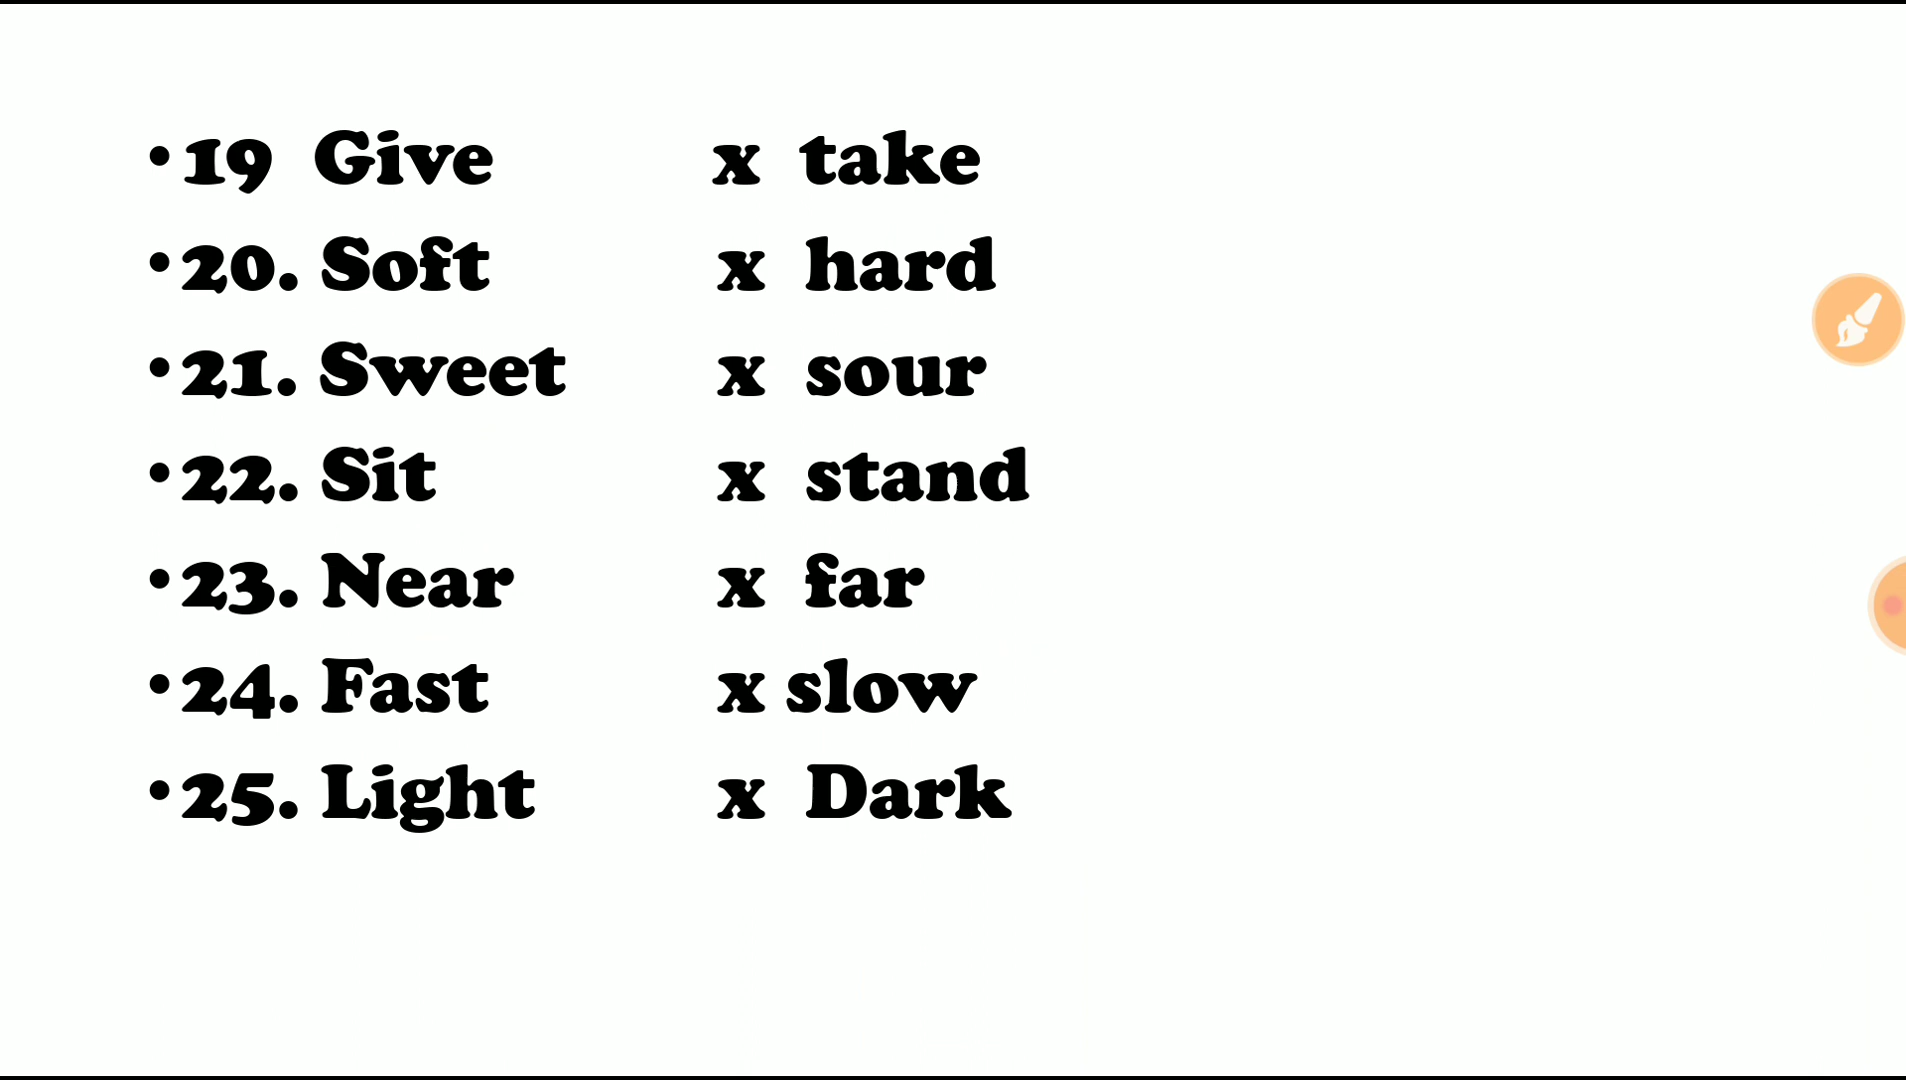 • 19 Give x take
• 20. Soft x hard
• 21. Sweet x sour
• 22. Sit x stand
• 23. Near x far
• 24. Fast x slow
• 25. Light x Dark